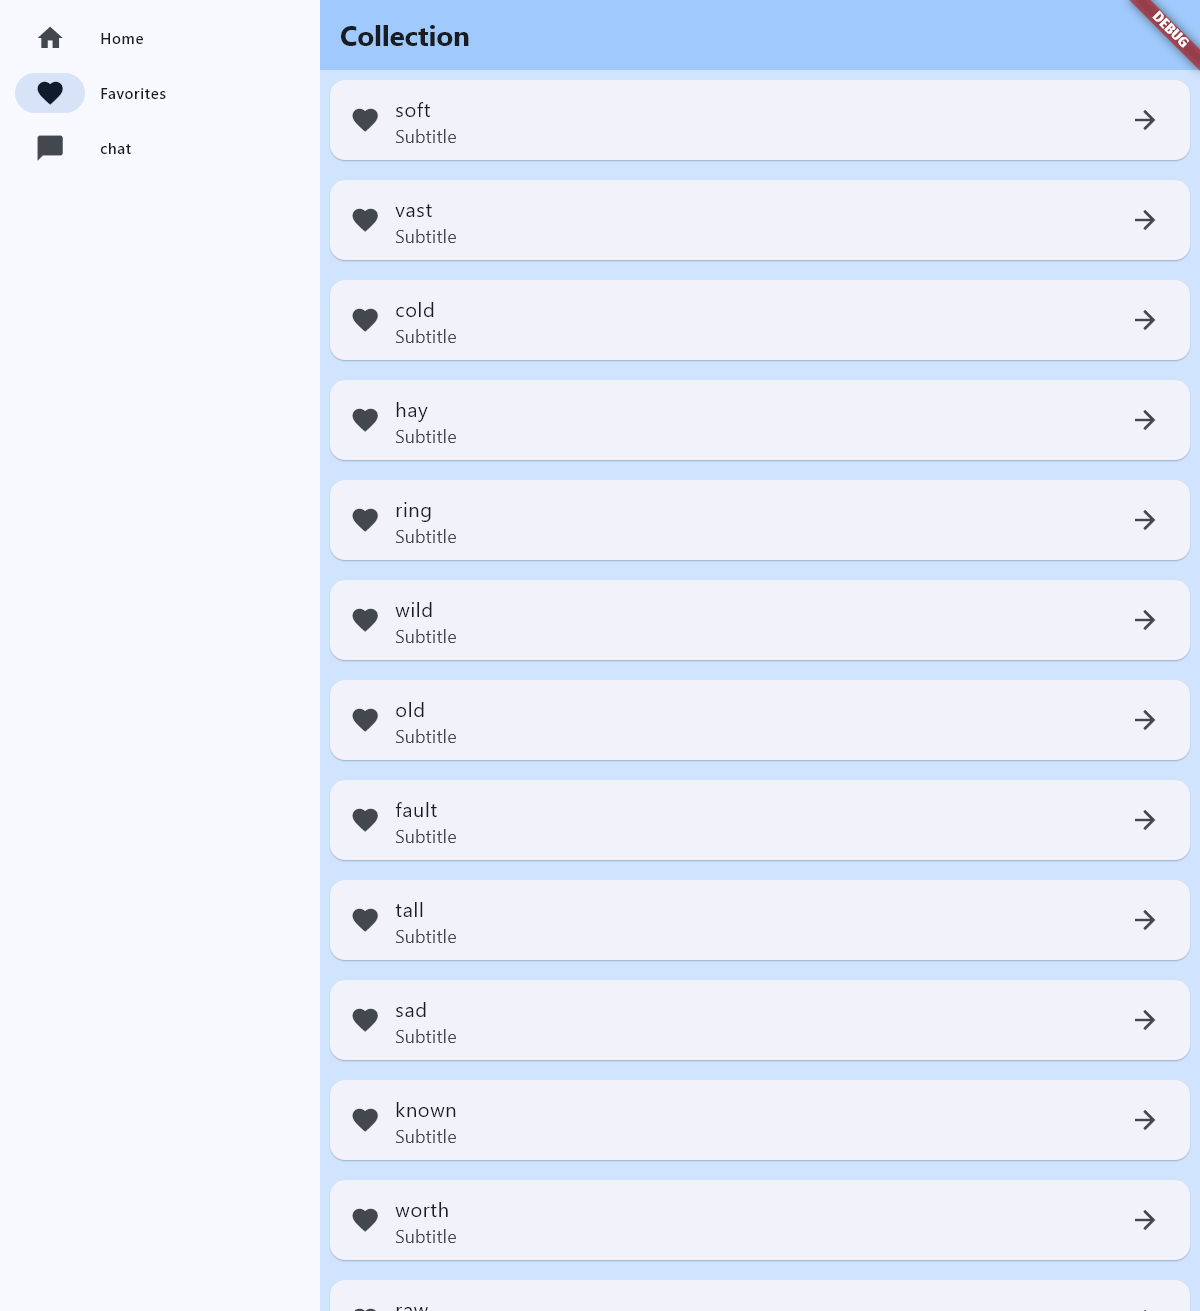 Home
Favorites
chat
Collection
DEBUG
soft
Subtitle
vast
Subtitle
cold
Subtitle
hay
Subtitle
ring
Subtitle
wild
Subtitle
old
Subtitle
fault
Subtitle
tall
Subtitle
sad
Subtitle
known
Subtitle
worth
Subtitle
raw